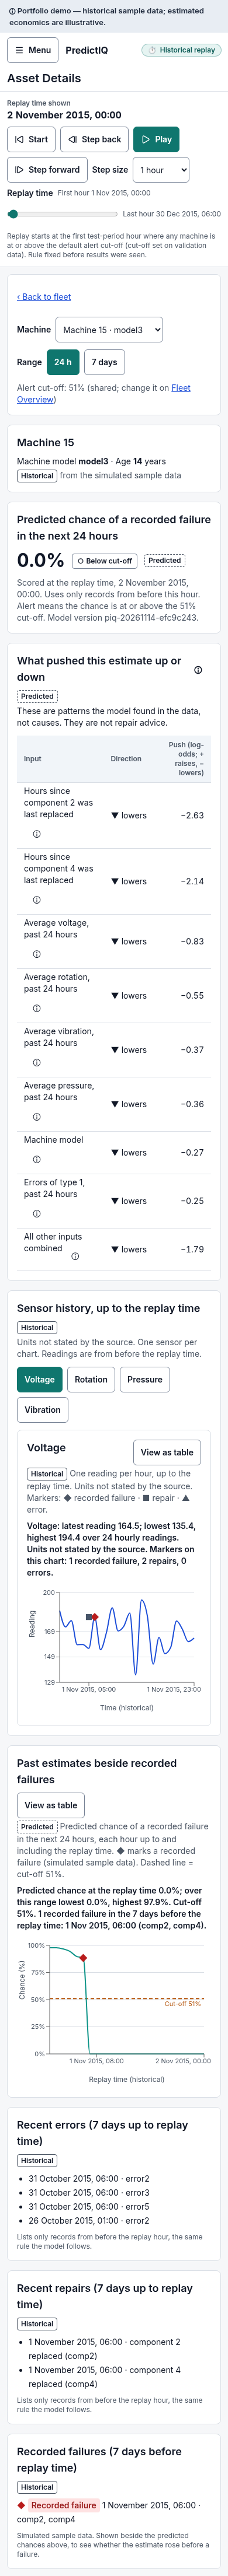 Portfolio demo — historical sample data; estimated
economics are illustrative.
Menu
PredictIQ
Historical replay
Asset Details
Replay time shown
2 November 2015, 00:00
Start
Step back
Play
Step forward
Step size
1 hour
Replay time
First hour 1 Nov 2015, 00:00
Last hour 30 Dec 2015, 06:00
Replay starts at the first test-period hour where any machine is
at or above the default alert cut-off (cut-off set on validation
data). Rule fixed before results were seen.
‹ Back to fleet
Machine
Machine 15 · model3
Range
24 h
7 days
Alert cut-off: 51% (shared; change it on Fleet
Overview)
Machine 15
Machine model model3 · Age 14 years
Historical from the simulated sample data
Predicted chance of a recorded failure
in the next 24 hours
0.0%
Below cut-off
Predicted
Scored at the replay time, 2 November 2015,
00:00. Uses only records from before this hour.
Alert means the chance is at or above the 51%
cut-off. Model version piq-20261114-efc9c243.
What pushed this estimate up or
down
Predicted
These are patterns the model found in the data,
not causes. They are not repair advice.
Input
Direction
Push (log-
odds; +
raises, −
lowers)
Hours since
component 2 was
last replaced
▼ lowers
−2.63
Hours since
component 4 was
last replaced
▼ lowers
−2.14
Average voltage,
past 24 hours
▼ lowers
−0.83
Average rotation,
past 24 hours
▼ lowers
−0.55
Average vibration,
past 24 hours
▼ lowers
−0.37
Average pressure,
past 24 hours
▼ lowers
−0.36
Machine model
▼ lowers
−0.27
Errors of type 1,
past 24 hours
▼ lowers
−0.25
All other inputs
combined
▼ lowers
−1.79
Sensor history, up to the replay time
Historical
Units not stated by the source. One sensor per
chart. Readings are from before the replay time.
Voltage
Rotation
Pressure
Vibration
Voltage
View as table
Historical One reading per hour, up to the
replay time. Units not stated by the source.
Markers: ◆ recorded failure · ■ repair · ▲
error.
Voltage: latest reading 164.5; lowest 135.4,
highest 194.4 over 24 hourly readings.
Units not stated by the source. Markers on
this chart: 1 recorded failure, 2 repairs, 0
errors.
200
169
149
129
Reading
1 Nov 2015, 05:00
1 Nov 2015, 23:00
Time (historical)
Past estimates beside recorded
failures
View as table
Predicted Predicted chance of a recorded failure
in the next 24 hours, each hour up to and
including the replay time. ◆ marks a recorded
failure (simulated sample data). Dashed line =
cut-off 51%.
Predicted chance at the replay time 0.0%; over
this range lowest 0.0%, highest 97.9%. Cut-off
51%. 1 recorded failure in the 7 days before the
replay time: 1 Nov 2015, 06:00 (comp2, comp4).
100%
75%
50%
25%
0%
Chance (%)
Cut-off 51%
1 Nov 2015, 08:00
2 Nov 2015, 00:00
Replay time (historical)
Recent errors (7 days up to replay
time)
Historical
• 31 October 2015, 06:00 · error2
• 31 October 2015, 06:00 · error3
• 31 October 2015, 06:00 · error5
• 26 October 2015, 01:00 · error2
Lists only records from before the replay hour, the same
rule the model follows.
Recent repairs (7 days up to replay
time)
Historical
• 1 November 2015, 06:00 · component 2
replaced (comp2)
• 1 November 2015, 06:00 · component 4
replaced (comp4)
Lists only records from before the replay hour, the same
rule the model follows.
Recorded failures (7 days before
replay time)
Historical
◆ Recorded failure 1 November 2015, 06:00 ·
comp2, comp4
Simulated sample data. Shown beside the predicted
chances above, to see whether the estimate rose before a
failure.